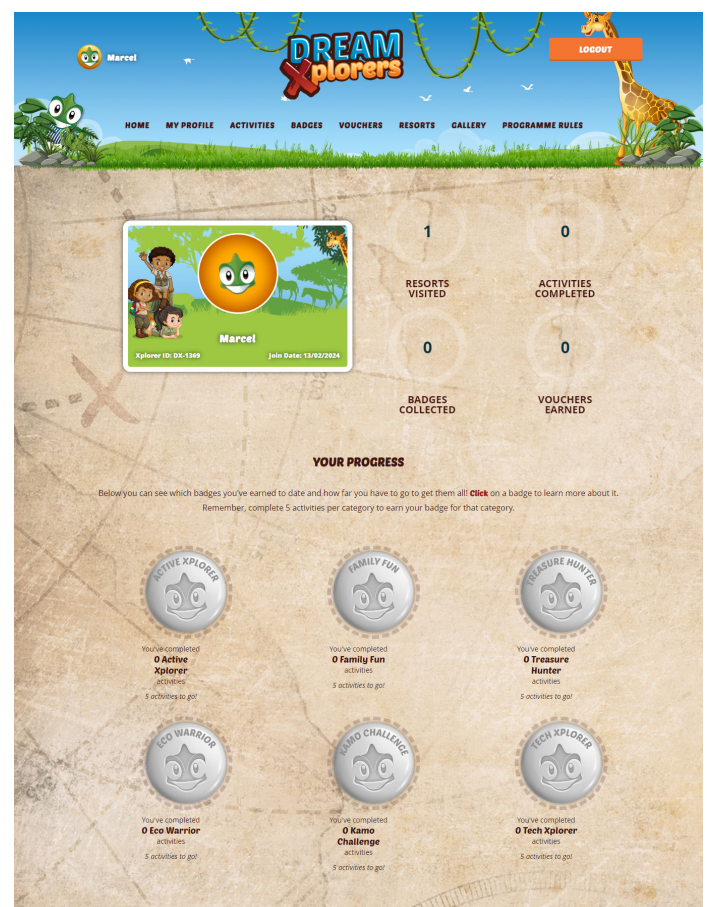 Marcel
DREAM
Xplorers
LOGOUT
HOME MY PROFILE ACTIVITIES BADGES VOUCHERS RESORTS GALLERY PROGRAMME RULES
Marcel
Xplorer ID: DX-1369 Join Date: 13/02/2024
1 0
RESORTS
VISITED
ACTIVITIES
COMPLETED
0 0
BADGES
COLLECTED
VOUCHERS
EARNED
YOUR PROGRESS
Below you can see which badges you've earned to date and how far you have to go to get them all! Click on a badge to learn more about it.
Remember, complete 5 activities per category to earn your badge for that category.
ACTIVE XPLORER
You've completed
0 Active
Xplorer
activities
5 activities to go!
FAMILY FUN
You've completed
0 Family Fun
activities
5 activities to go!
TREASURE HUNTER
You've completed
0 Treasure
Hunter
activities
5 activities to go!
ECO WARRIOR
You've completed
0 Eco Warrior
activities
5 activities to go!
KAMO CHALLENGE
You've completed
0 Kamo
Challenge
activities
5 activities to go!
TECH XPLORER
You've completed
0 Tech Xplorer
activities
5 activities to go!